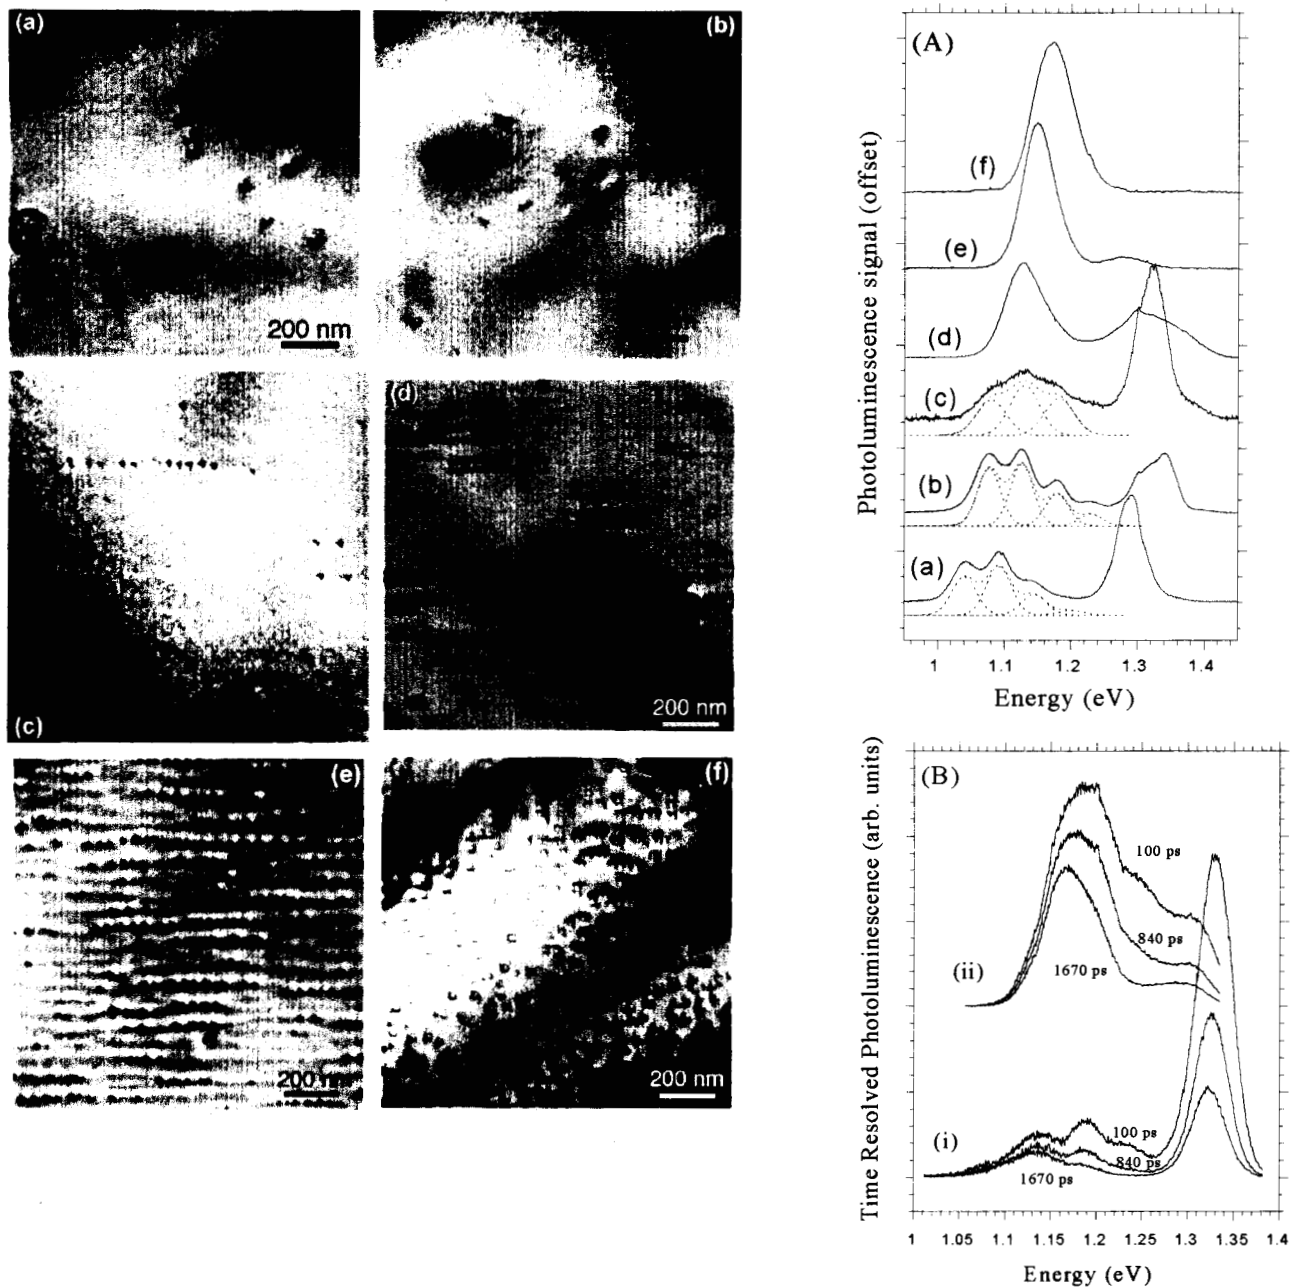 (a)
200 nm
(b)
(c)
(d)
200 nm
(e)
200 nm
(f)
200 nm
(A)
Photoluminescence signal (offset)
(f)
(e)
(d)
(c)
(b)
(a)
1 1.1 1.2 1.3 1.4
Energy (eV)
(B)
Time Resolved Photoluminescence (arb. units)
100 ps
840 ps
1670 ps
(ii)
(i)
100 ps
840 ps
1670 ps
1 1.05 1.1 1.15 1.2 1.25 1.3 1.35 1.4
Energy (eV)